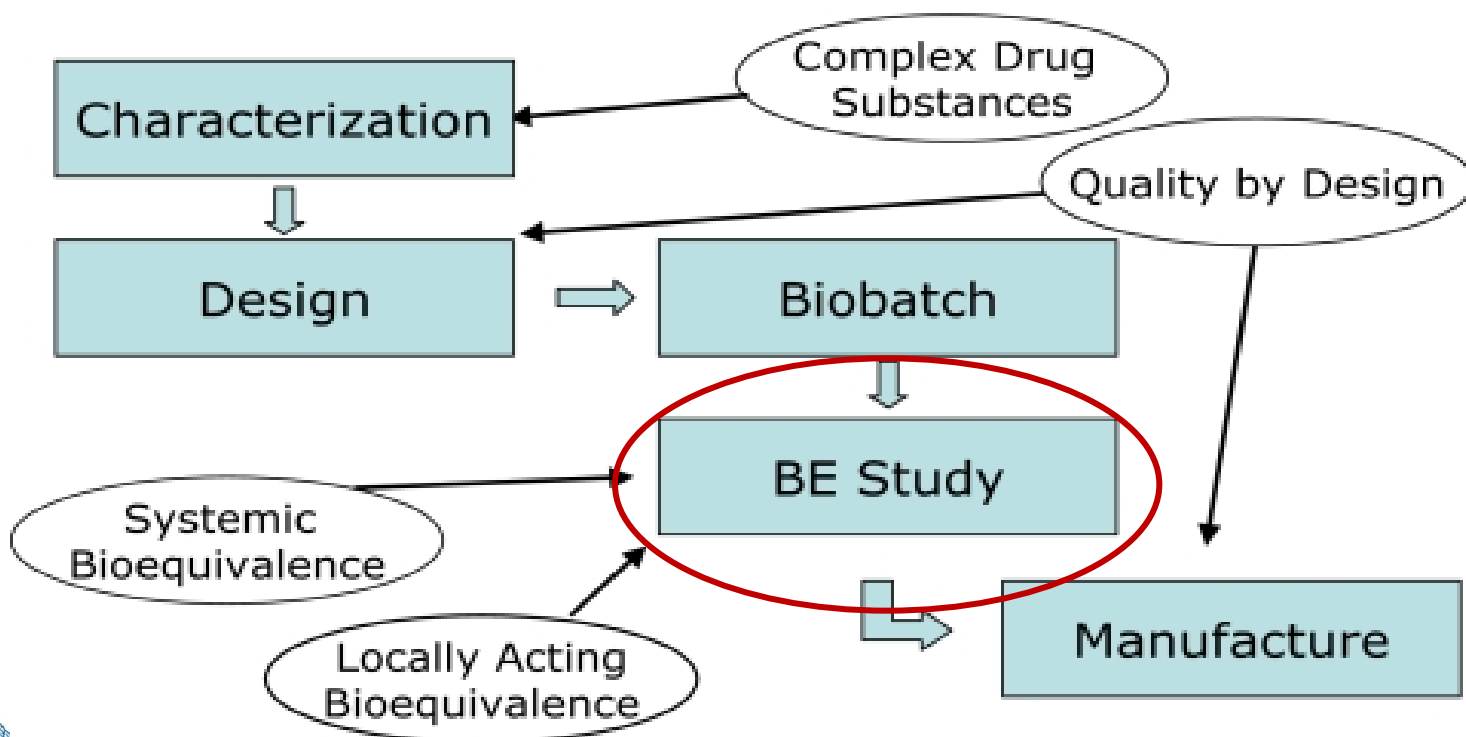 Complex Drug
Substances
Characterization
Quality by Design
Design
Biobatch
BE Study
Systemic
Bioequivalence
Locally Acting
Bioequivalence
Manufacture